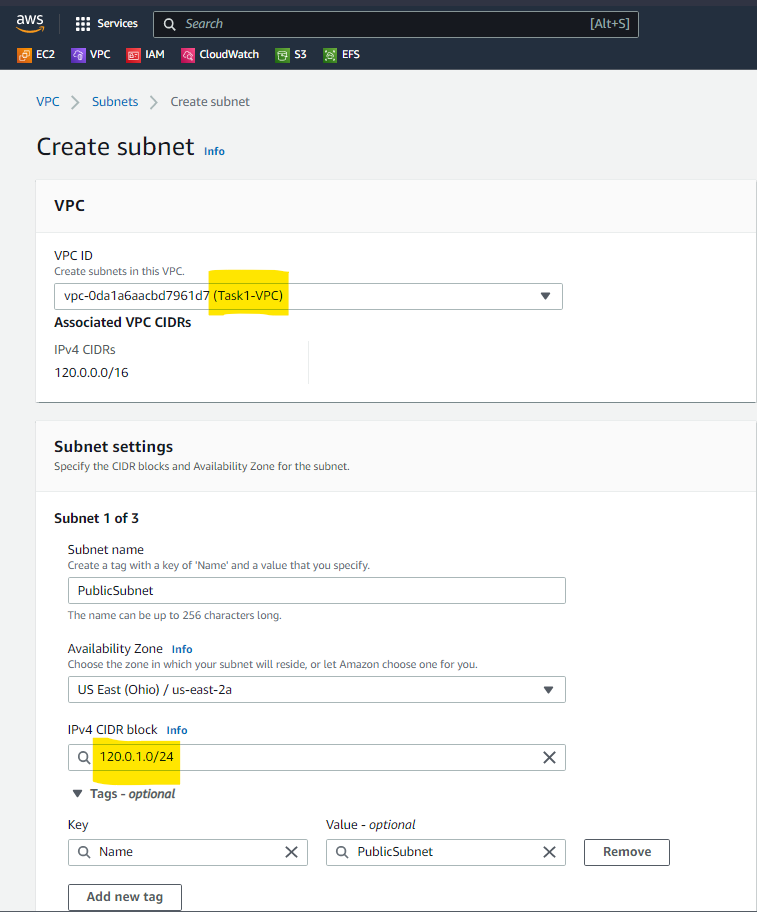 aws
Services
Search
[Alt+S]
EC2 VPC IAM CloudWatch S3 EFS
VPC > Subnets > Create subnet
Create subnet Info
VPC
VPC ID
Create subnets in this VPC.
vpc-0da1a6aacbd7961d7 (Task1-VPC)
Associated VPC CIDRs
IPv4 CIDRs
120.0.0.0/16
Subnet settings
Specify the CIDR blocks and Availability Zone for the subnet.
Subnet 1 of 3
Subnet name
Create a tag with a key of 'Name' and a value that you specify.
PublicSubnet
The name can be up to 256 characters long.
Availability Zone Info
Choose the zone in which your subnet will reside, or let Amazon choose one for you.
US East (Ohio) / us-east-2a
IPv4 CIDR block Info
120.0.1.0/24
Tags - optional
Key
Value - optional
Name
PublicSubnet
Remove
Add new tag